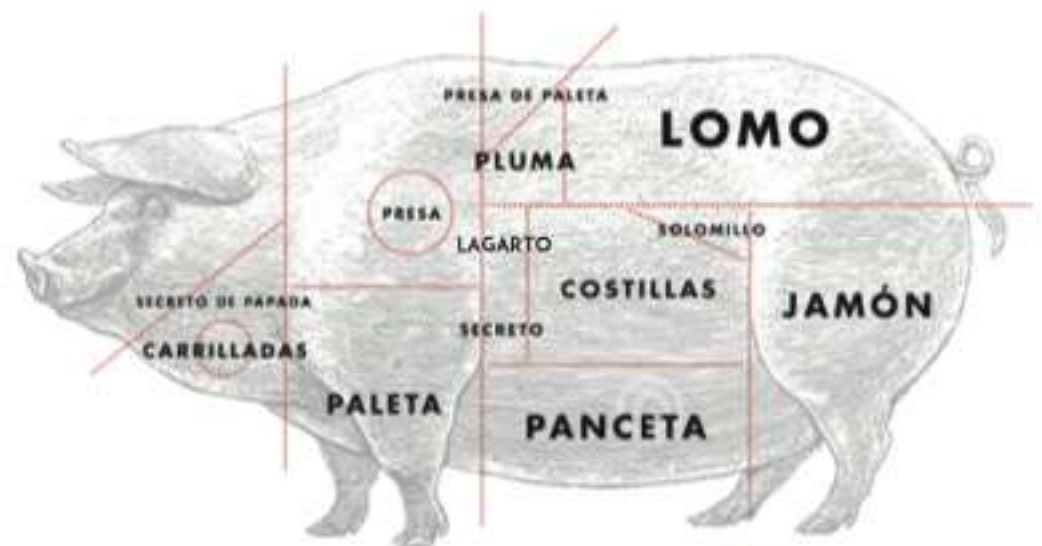 PRESA DE PALETA
LOMO
PLUMA
PRESA
SOLOMILLO
LAGARTO
COSTILLAS
JAMÓN
SECRETO DE PAPADA
SECRETO
CARRILLADAS
PALETA
PANCETA